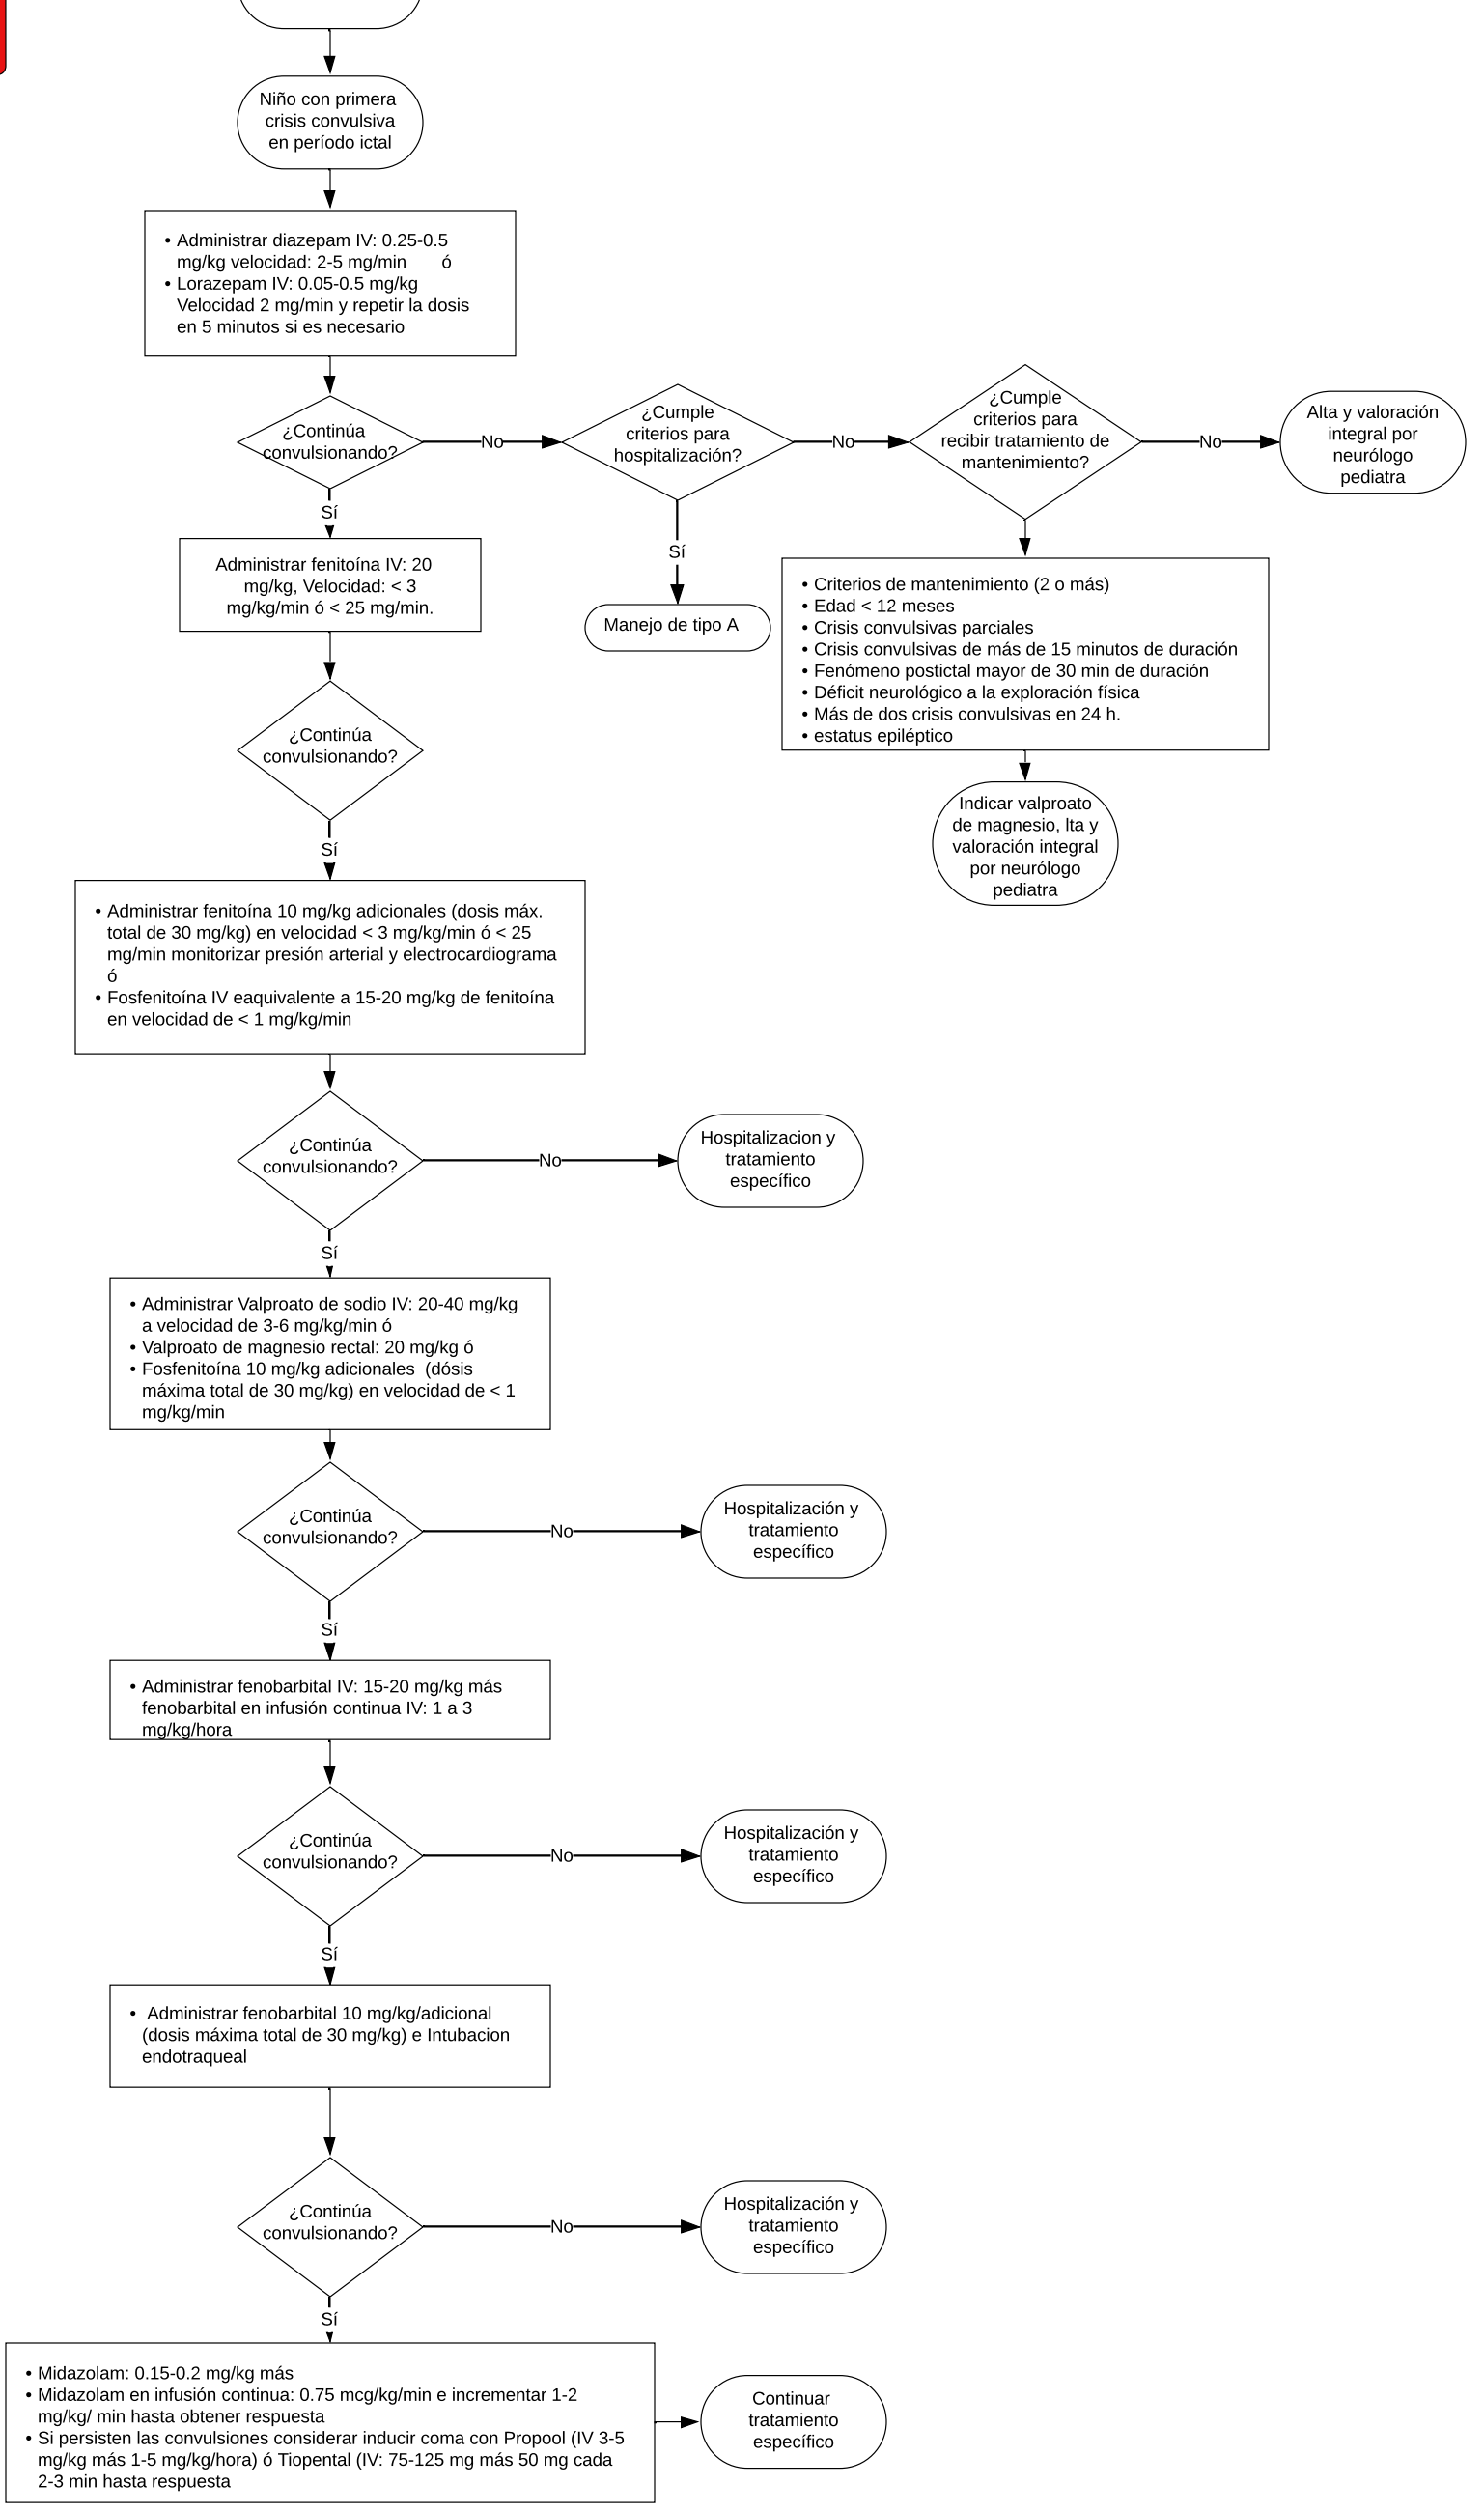 Niño con primera
crisis convulsiva
en período ictal
• Administrar diazepam IV: 0.25-0.5
mg/kg velocidad: 2-5 mg/min ó
• Lorazepam IV: 0.05-0.5 mg/kg
Velocidad 2 mg/min y repetir la dosis
en 5 minutos si es necesario
¿Continúa
convulsionando?
No
¿Cumple
criterios para
hospitalización?
No
¿Cumple
criterios para
recibir tratamiento de
mantenimiento?
No
Alta y valoración
integral por
neurólogo
pediatra
Sí
Sí
Administrar fenitoína IV: 20
mg/kg, Velocidad: < 3
mg/kg/min ó < 25 mg/min.
Manejo de tipo A
• Criterios de mantenimiento (2 o más)
• Edad < 12 meses
• Crisis convulsivas parciales
• Crisis convulsivas de más de 15 minutos de duración
• Fenómeno postictal mayor de 30 min de duración
• Déficit neurológico a la exploración física
• Más de dos crisis convulsivas en 24 h.
• estatus epiléptico
¿Continúa
convulsionando?
Indicar valproato
de magnesio, lta y
valoración integral
por neurólogo
pediatra
Sí
• Administrar fenitoína 10 mg/kg adicionales (dosis máx.
total de 30 mg/kg) en velocidad < 3 mg/kg/min ó < 25
mg/min monitorizar presión arterial y electrocardiograma
ó
• Fosfenitoína IV eaquivalente a 15-20 mg/kg de fenitoína
en velocidad de < 1 mg/kg/min
¿Continúa
convulsionando?
No
Hospitalizacion y
tratamiento
específico
Sí
• Administrar Valproato de sodio IV: 20-40 mg/kg
a velocidad de 3-6 mg/kg/min ó
• Valproato de magnesio rectal: 20 mg/kg ó
• Fosfenitoína 10 mg/kg adicionales (dósis
máxima total de 30 mg/kg) en velocidad de < 1
mg/kg/min
¿Continúa
convulsionando?
No
Hospitalización y
tratamiento
específico
Sí
• Administrar fenobarbital IV: 15-20 mg/kg más
fenobarbital en infusión continua IV: 1 a 3
mg/kg/hora
¿Continúa
convulsionando?
No
Hospitalización y
tratamiento
específico
Sí
• Administrar fenobarbital 10 mg/kg/adicional
(dosis máxima total de 30 mg/kg) e Intubacion
endotraqueal
¿Continúa
convulsionando?
No
Hospitalización y
tratamiento
específico
Sí
• Midazolam: 0.15-0.2 mg/kg más
• Midazolam en infusión continua: 0.75 mcg/kg/min e incrementar 1-2
mg/kg/ min hasta obtener respuesta
• Si persisten las convulsiones considerar inducir coma con Propool (IV 3-5
mg/kg más 1-5 mg/kg/hora) ó Tiopental (IV: 75-125 mg más 50 mg cada
2-3 min hasta respuesta
Continuar
tratamiento
específico